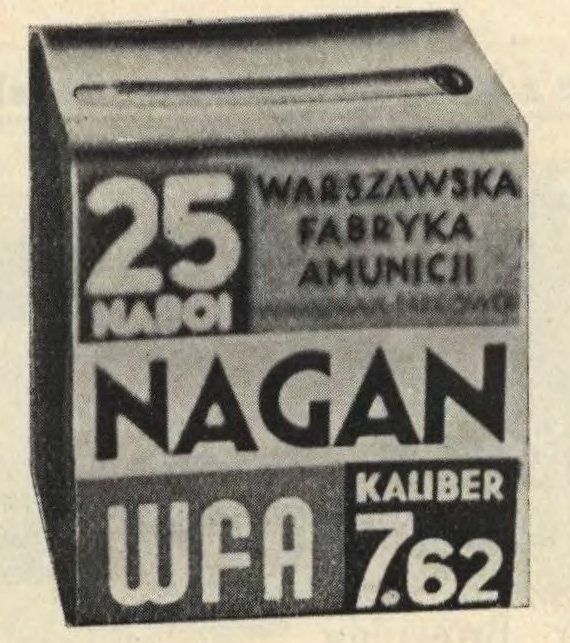 25
NABOI
WARSZAWSKA
FABRYKA
AMUNICJI
NAGAN
WFA
KALIBER
7.62